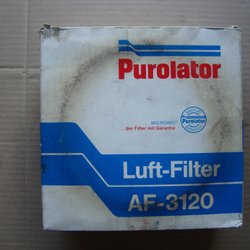 Purolator
MICRONIC
...der Filter mit Garantie
Purolator
Luft-Filter
AF-3120